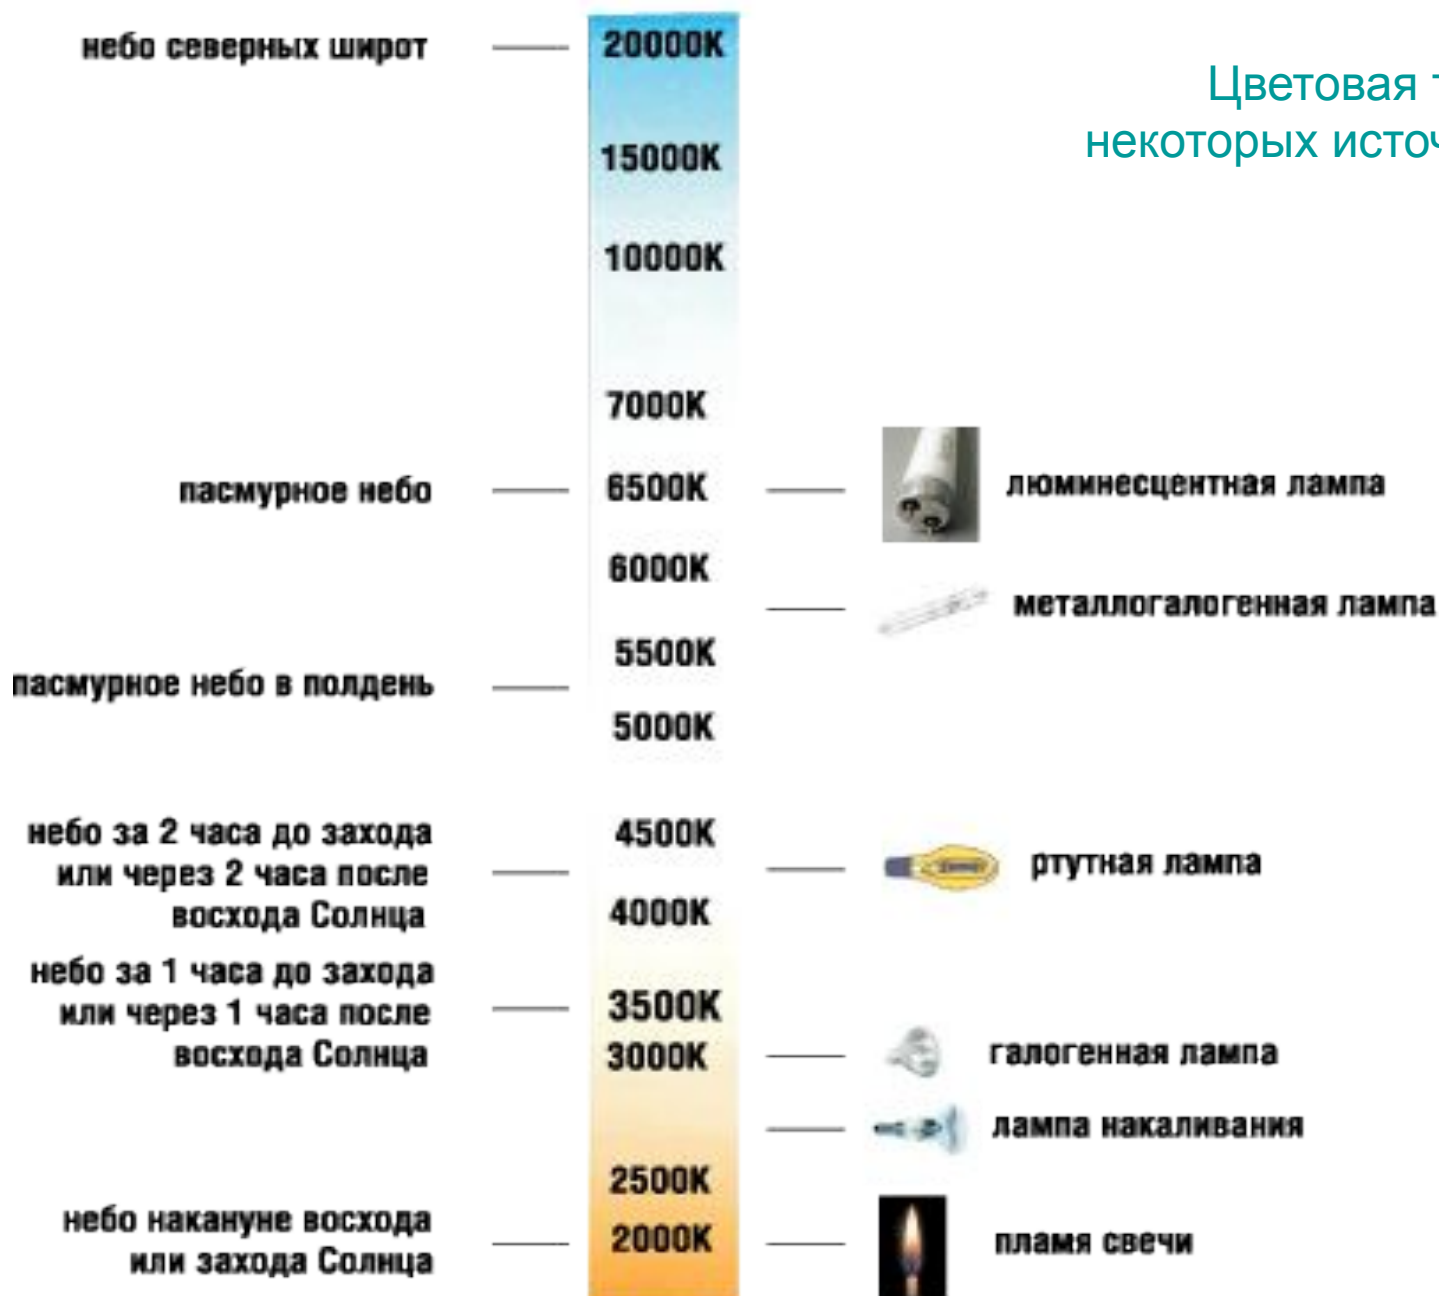 Цветовая
некоторых
небо северных широт
20000K
15000K
10000K
7000K
пасмурное небо
6500K
люминесцентная лампа
6000K
металлогалогенная лампа
5500K
пасмурное небо в полдень
5000K
небо за 2 часа до захода
или через 2 часа после
восхода Солнца
4500K
ртутная лампа
4000K
небо за 1 часа до захода
или через 1 часа после
восхода Солнца
3500K
3000K
галогенная лампа
лампа накаливания
2500K
небо накануне восхода
или захода Солнца
2000K
пламя свечи